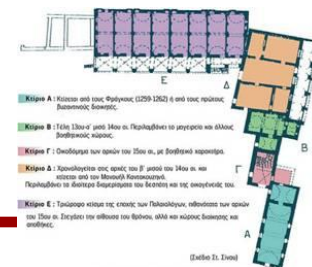 Ε
Δ
Κτίριο Α : Κτίζεται από τους Φράγκους (1259-1262) ή από τους πρώτους
βυζαντινούς διοικητές.
Κτίριο Β : Τέλη 13ου-α' μισό 14ου αι. Περιλαμβάνει το μαγειρείο και άλλους
βοηθητικούς χώρους.
Β
Κτίριο Γ : Οικοδόμημα των αρχών του 15ου αι., με βοηθητικό χαρακτήρα.
Γ
Κτίριο Δ : Χρονολογείται στις αρχές του β' μισού του 14ου αι. και
κτίζεται από τον Μανουήλ Καντακουζηνό.
Περιλαμβάνει τα ιδιαίτερα διαμερίσματα του δεσπότη και της οικογένειάς του.
Α
Κτίριο Ε : Τριώροφο κτίσμα της εποχής των Παλαιολόγων, πιθανότατα των αρχών
του 15ου αι. Στεγάζει την αίθουσα του θρόνου, αλλά και χώρους διοίκησης και
αποθήκες.
(Σχέδιο Στ. Σίνου)